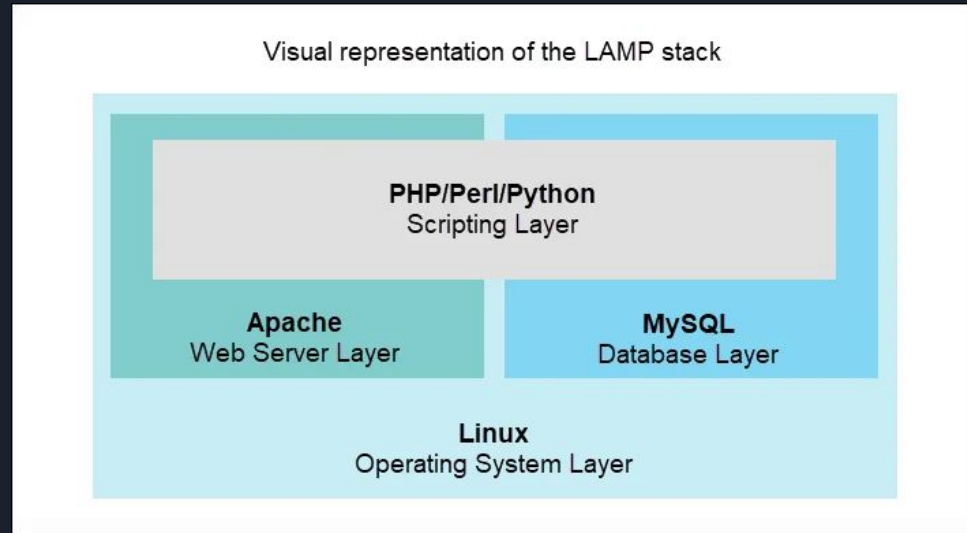 Visual representation of the LAMP stack
PHP/Perl/Python
Scripting Layer
Apache
Web Server Layer
MySQL
Database Layer
Linux
Operating System Layer